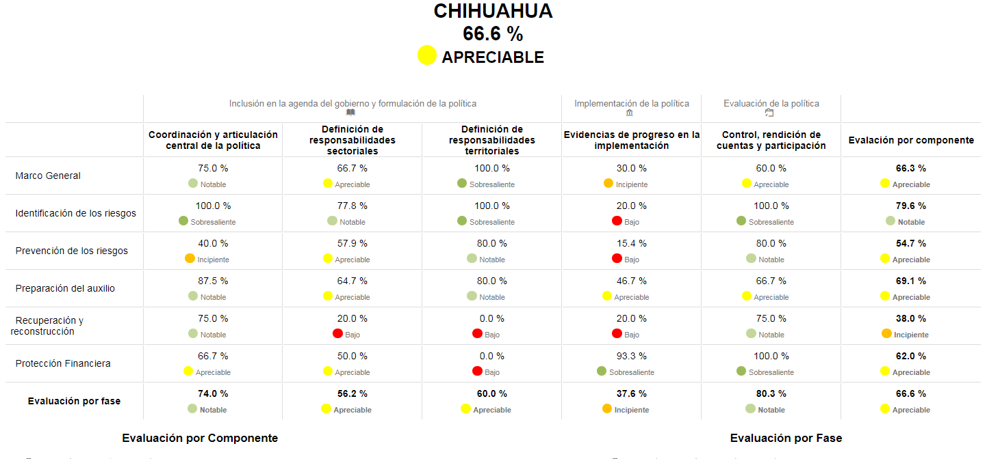 CHIHUAHUA
66.6 %
APRECIABLE
Inclusión en la agenda del gobierno y formulación de la política
Implementación de la política
Evaluación de la política
Coordinación y articulación
central de la política
Definición de
responsabilidades
sectoriales
Definición de
responsabilidades
territoriales
Evidencias de progreso en la
implementación
Control, rendición de
cuentas y participación
Evalación por componente
Marco General
75.0 %
Notable
66.7 %
Apreciable
100.0 %
Sobresaliente
30.0 %
Incipiente
60.0 %
Apreciable
66.3 %
Apreciable
Identificación de los riesgos
100.0 %
Sobresaliente
77.8 %
Notable
100.0 %
Sobresaliente
20.0 %
Bajo
100.0 %
Sobresaliente
79.6 %
Notable
Prevención de los riesgos
40.0 %
Incipiente
57.9 %
Apreciable
80.0 %
Notable
15.4 %
Bajo
80.0 %
Notable
54.7 %
Apreciable
Preparación del auxilio
87.5 %
Notable
64.7 %
Apreciable
80.0 %
Notable
46.7 %
Apreciable
66.7 %
Apreciable
69.1 %
Apreciable
Recuperación y
reconstrucción
75.0 %
Notable
20.0 %
Bajo
0.0 %
Bajo
20.0 %
Bajo
75.0 %
Notable
38.0 %
Incipiente
Protección Financiera
66.7 %
Apreciable
50.0 %
Apreciable
0.0 %
Bajo
93.3 %
Sobresaliente
100.0 %
Sobresaliente
62.0 %
Apreciable
Evaluación por fase
74.0 %
Notable
56.2 %
Apreciable
60.0 %
Apreciable
37.6 %
Incipiente
80.3 %
Notable
66.6 %
Apreciable
Evaluación por Componente
Evaluación por Fase